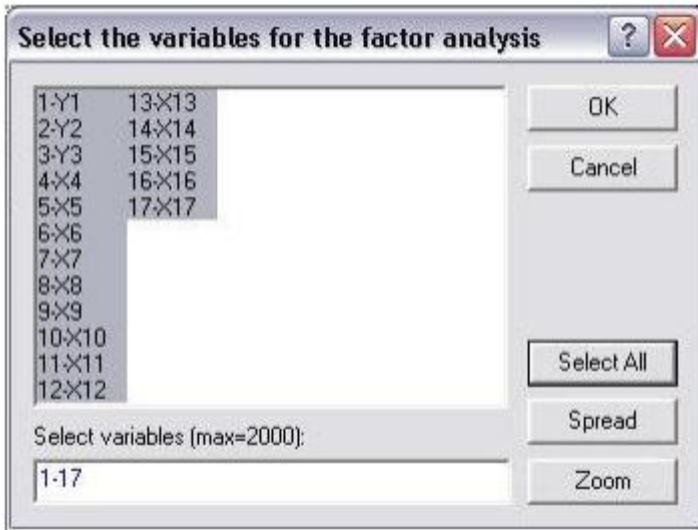 Select the variables for the factor analysis
?
1-Y1
2-Y2
3-Y3
4-X4
5-X5
6-X6
7-X7
8-X8
9-X9
10-X10
11-X11
12-X12
13-X13
14-X14
15-X15
16-X16
17-X17
OK
Cancel
Select All
Spread
Zoom
Select variables (max=2000):
1-17